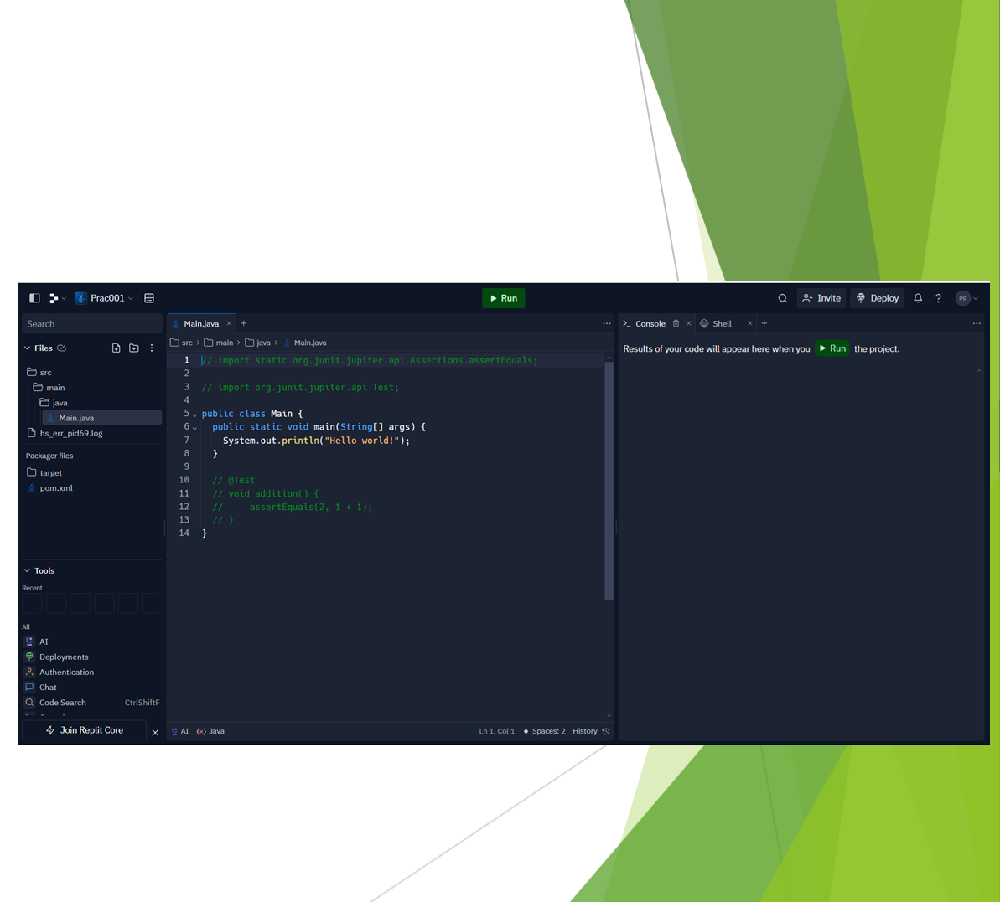 Prac001
Run
Invite
Deploy
?
PR
Search
Files
src
main
java
Main.java
hs_err_pid69.log
Packager files
target
pom.xml
Tools
Recent
All
AI
Deployments
Authentication
Chat
Code Search CtrlShiftF
Join Replit Core
Main.java
src > main > java > Main.java
1 // import static org.junit.jupiter.api.Assertions.assertEquals;
2
3 // import org.junit.jupiter.api.Test;
4
5 public class Main {
6 public static void main(String[] args) {
7 System.out.println("Hello world!");
8 }
9
10 // @Test
11 // void addition() {
12 //     assertEquals(2, 1 + 1);
13 // }
14 }
AI {x} Java Ln 1, Col 1 • Spaces: 2 History
Console
Shell
Results of your code will appear here when you Run the project.